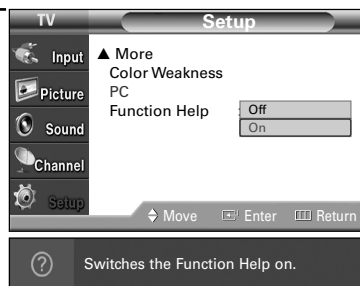 TV
Setup
Input
Picture
Sound
Channel
Setup
▲ More
Color Weakness
PC
Function Help : Off
On
Move Enter Return
? Switches the Function Help on.